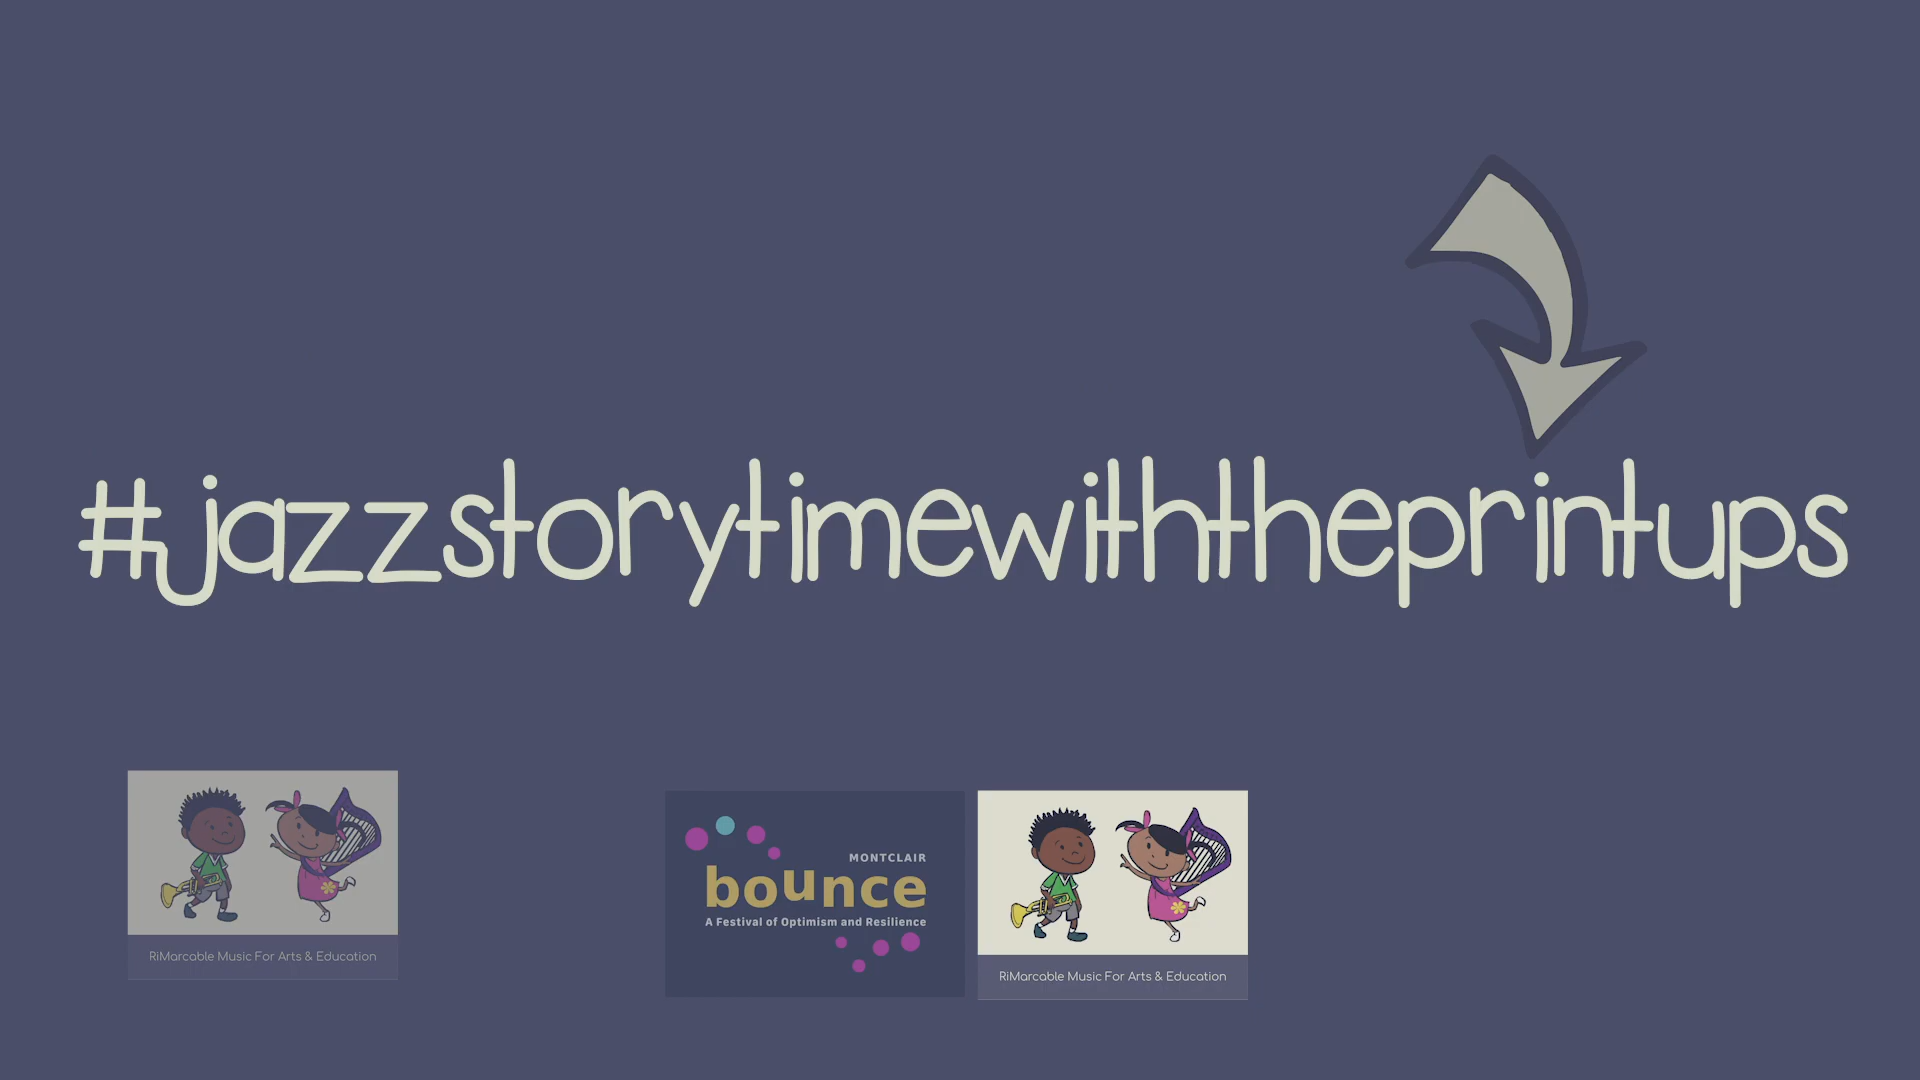 #jazzstorytimewiththeprintups
RiMarcable Music For Arts & Education
MONTCLAIR
bounce
A Festival of Optimism and Resilience
RiMarcable Music For Arts & Education